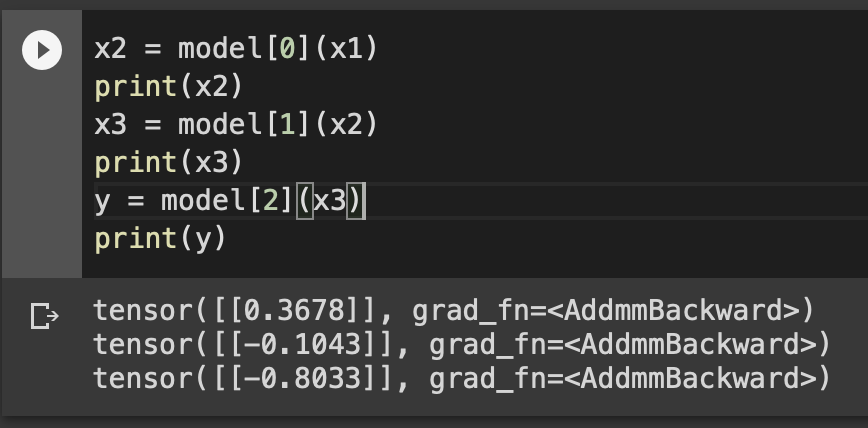 x2 = model[0](x1)
print(x2)
x3 = model[1](x2)
print(x3)
y = model[2](x3)
print(y)
tensor([[0.3678]], grad_fn=<AddmmBackward>)
tensor([[-0.1043]], grad_fn=<AddmmBackward>)
tensor([[-0.8033]], grad_fn=<AddmmBackward>)